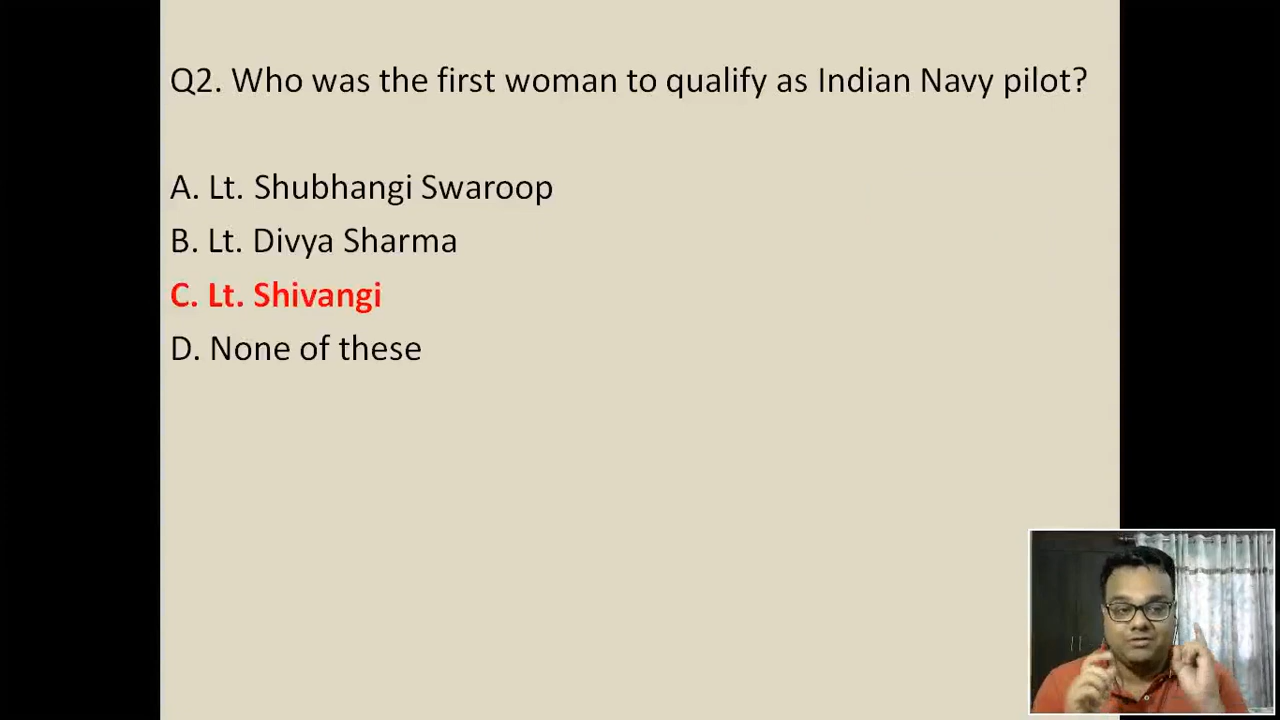 Q2. Who was the first woman to qualify as Indian Navy pilot?
A. Lt. Shubhangi Swaroop
B. Lt. Divya Sharma
C. Lt. Shivangi
D. None of these